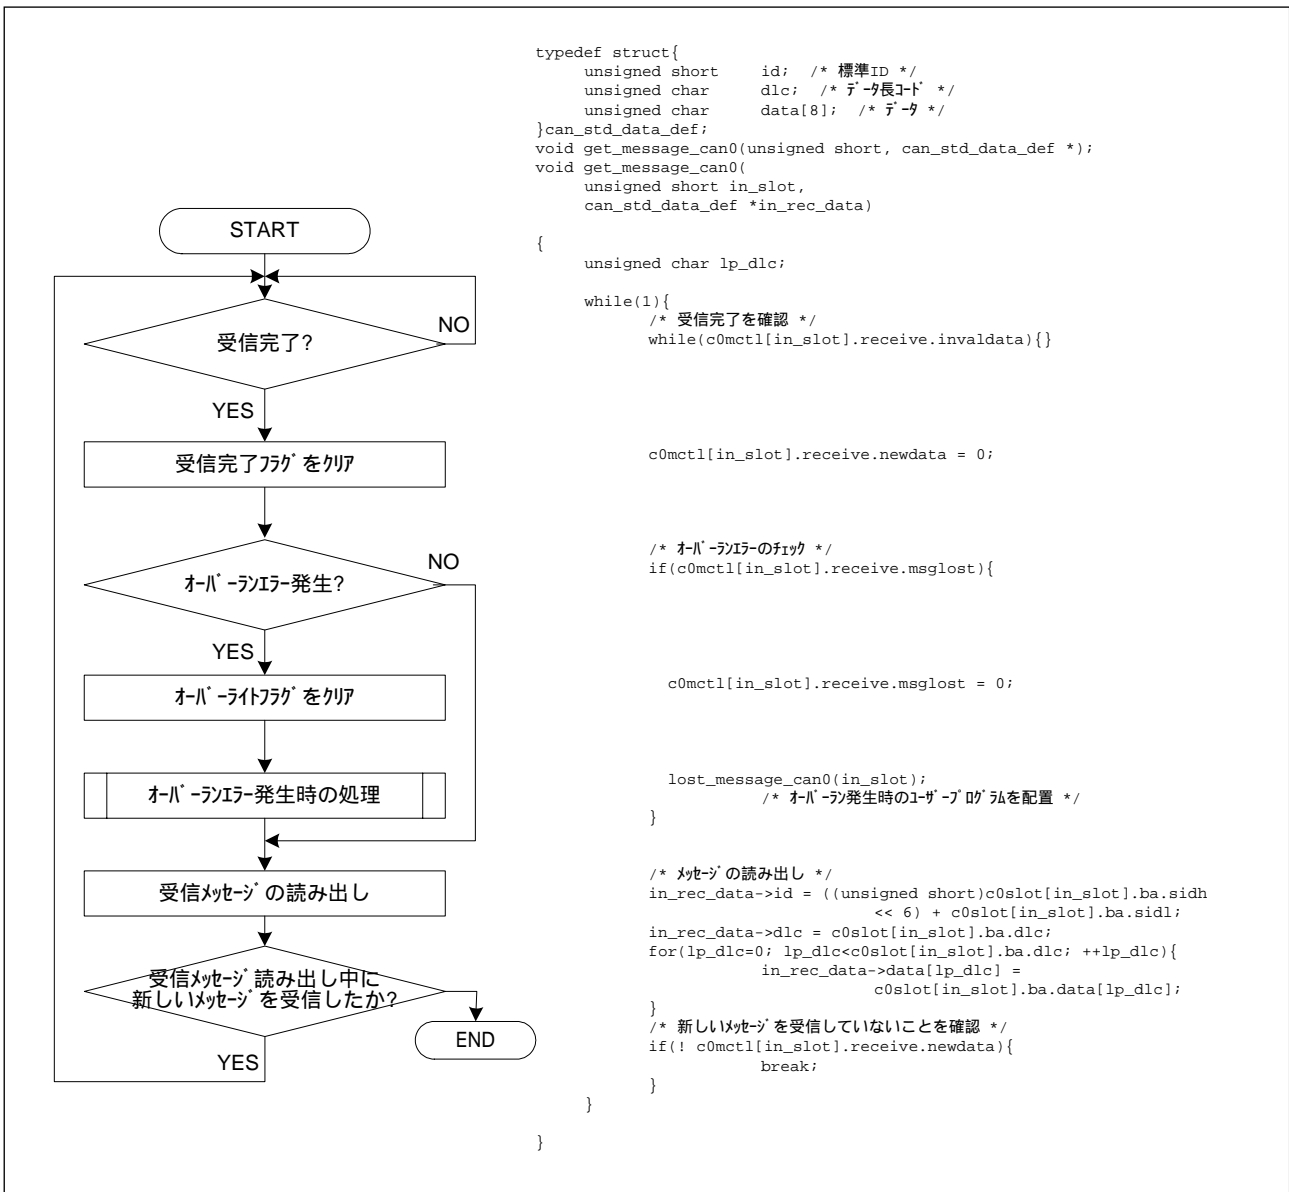 START
受信完了?
NO
YES
受信完了ﾌﾗｸﾞをｸﾘｱ
ｵｰﾊﾞｰﾗﾝｴﾗｰ発生?
NO
YES
ｵｰﾊﾞｰﾗｲﾄﾌﾗｸﾞをｸﾘｱ
ｵｰﾊﾞｰﾗﾝｴﾗｰ発生時の処理
受信ﾒｯｾｰｼﾞの読み出し
受信ﾒｯｾｰｼﾞ読み出し中に
新しいﾒｯｾｰｼﾞを受信したか?
YES
END
typedef struct{
unsigned short id; /* 標準ID */
unsigned char dlc; /* ﾃﾞｰﾀ長ｺｰﾄﾞ */
unsigned char data[8]; /* ﾃﾞｰﾀ */
}can_std_data_def;
void get_message_can0(unsigned short, can_std_data_def *);
void get_message_can0(
unsigned short in_slot,
can_std_data_def *in_rec_data)
{
unsigned char lp_dlc;
while(1){
/* 受信完了を確認 */
while(c0mctl[in_slot].receive.invaldata){}
c0mctl[in_slot].receive.newdata = 0;
/* ｵｰﾊﾞｰﾗﾝｴﾗｰのﾁｪｯｸ */
if(c0mctl[in_slot].receive.msglost){
c0mctl[in_slot].receive.msglost = 0;
lost_message_can0(in_slot);
/* ｵｰﾊﾞｰﾗﾝ発生時のﾕｰｻﾞｰﾌﾟﾛｸﾞﾗﾑを配置 */
}
/* ﾒｯｾｰｼﾞの読み出し */
in_rec_data->id = ((unsigned short)c0slot[in_slot].ba.sidh
<< 6) + c0slot[in_slot].ba.sidl;
in_rec_data->dlc = c0slot[in_slot].ba.dlc;
for(lp_dlc=0; lp_dlc<c0slot[in_slot].ba.dlc; ++lp_dlc){
in_rec_data->data[lp_dlc] =
c0slot[in_slot].ba.data[lp_dlc];
}
/* 新しいﾒｯｾｰｼﾞを受信していないことを確認 */
if(! c0mctl[in_slot].receive.newdata){
break;
}
}
}